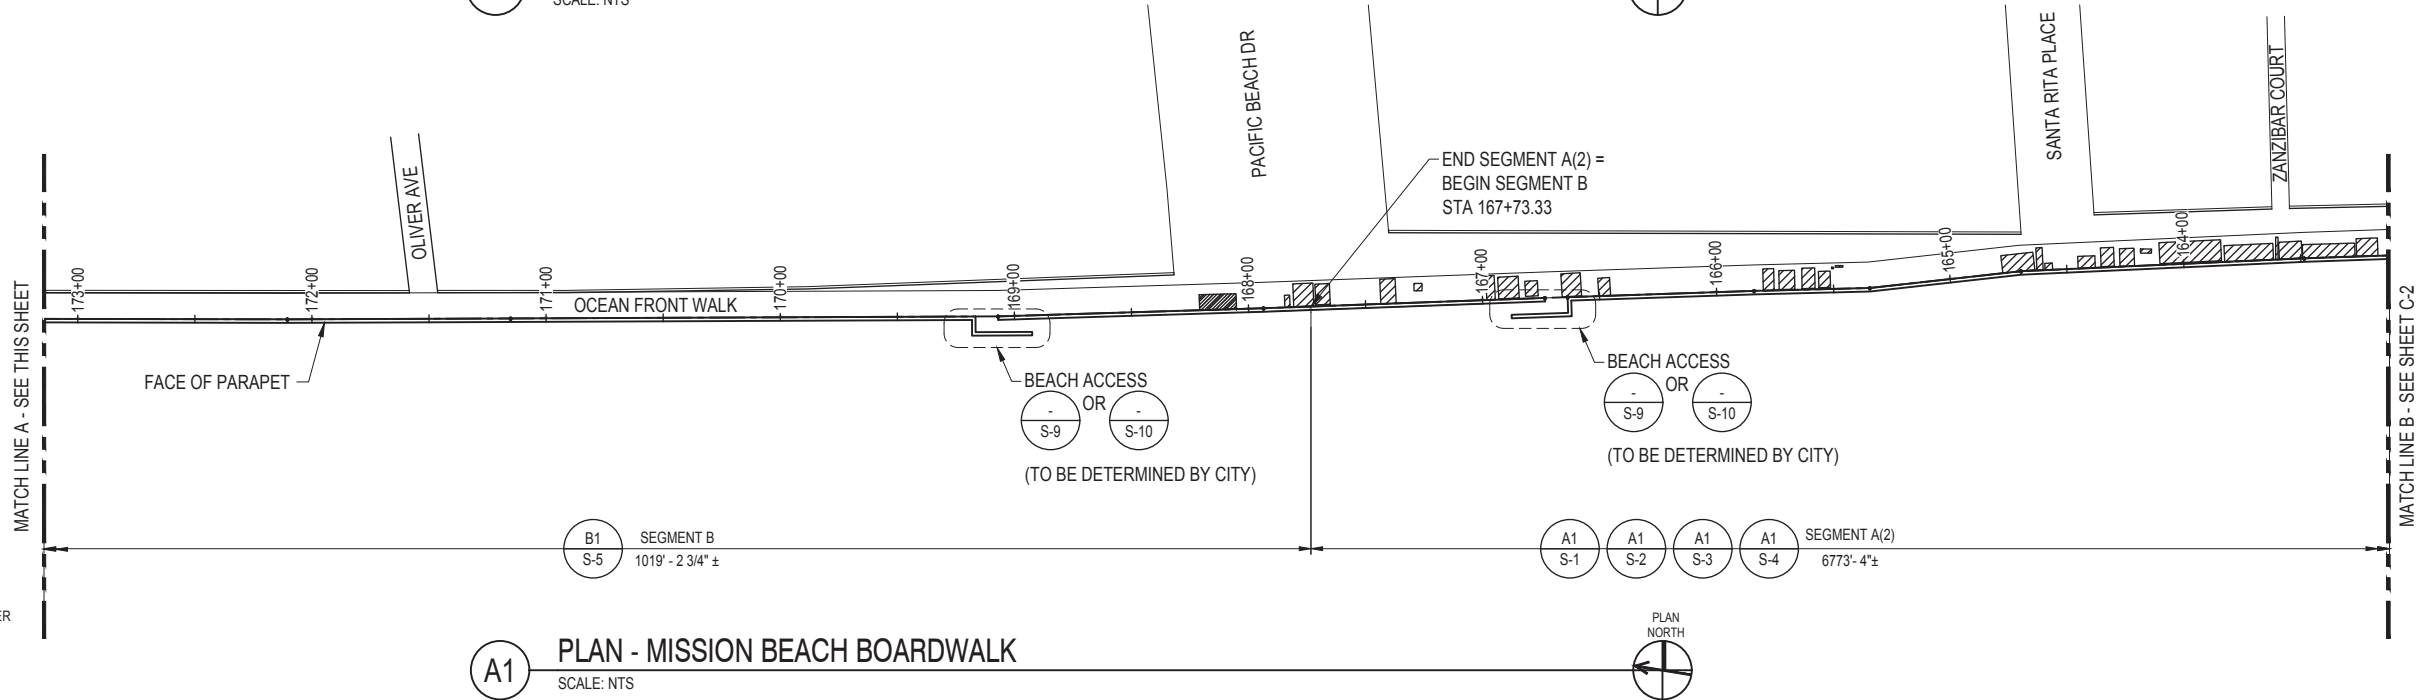 SCALE: NTS
PACIFIC BEACH DR
SANTA RITA PLACE
ZANZIBAR COURT
OLIVER AVE
END SEGMENT A(2) =
BEGIN SEGMENT B
STA 167+73.33
173+00
172+00
171+00
170+00
169+00
168+00
167+00
166+00
165+00
164+00
OCEAN FRONT WALK
MATCH LINE A - SEE THIS SHEET
MATCH LINE B - SEE SHEET C-2
FACE OF PARAPET
BEACH ACCESS
OR
-
S-9
-
S-10
(TO BE DETERMINED BY CITY)
BEACH ACCESS
OR
-
S-9
-
S-10
(TO BE DETERMINED BY CITY)
B1
S-5
SEGMENT B
1019' - 2 3/4" ±
A1
S-1
A1
S-2
A1
S-3
A1
S-4
SEGMENT A(2)
6773'- 4"±
ER
PLAN
NORTH
A1
PLAN - MISSION BEACH BOARDWALK
SCALE: NTS